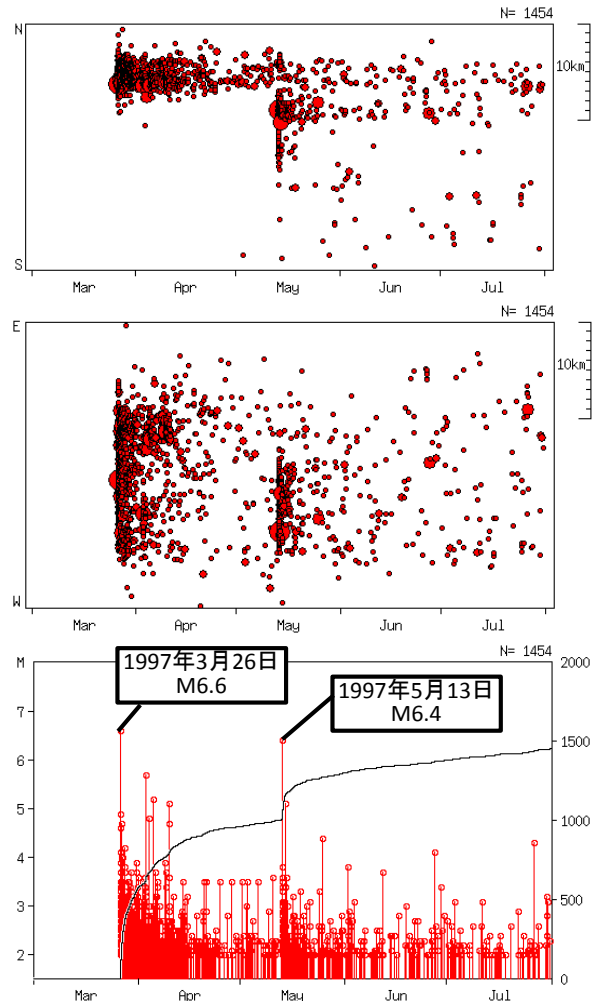 N= 1454
N
10km
S
Mar Apr May Jun Jul
N= 1454
E
10km
W
Mar Apr May Jun Jul
N= 1454
M
1997年3月26日
M6.6
1997年5月13日
M6.4
2000
7
6
1500
5
1000
4
3
500
2
0
Mar Apr May Jun Jul